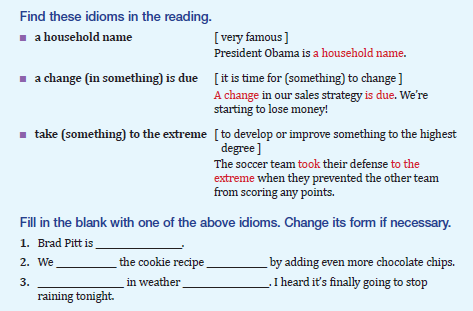 Find these idioms in the reading.
■ a household name [ very famous ]
President Obama is a household name.
■ a change (in something) is due [ it is time for (something) to change ]
A change in our sales strategy is due. We're
starting to lose money!
■ take (something) to the extreme [ to develop or improve something to the highest
degree ]
The soccer team took their defense to the
extreme when they prevented the other team
from scoring any points.
Fill in the blank with one of the above idioms. Change its form if necessary.
1. Brad Pitt is ______________.
2. We __________ the cookie recipe __________ by adding even more chocolate chips.
3. ______________ in weather ______________. I heard it's finally going to stop
raining tonight.